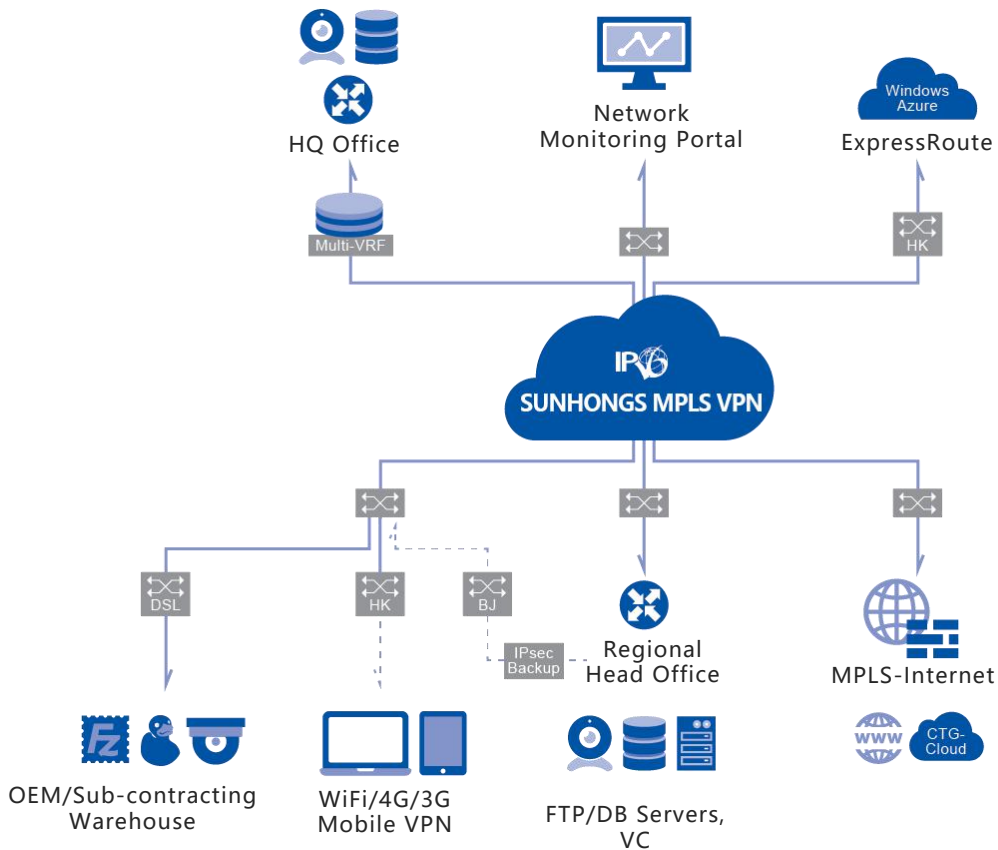 HQ Office
Network
Monitoring Portal
Windows
Azure
ExpressRoute
Multi-VRF
HK
IPV6
SUNHONGS MPLS VPN
DSL
HK
BJ
IPsec
Backup
Regional
Head Office
MPLS-Internet
Fz
WWW
CTG-
Cloud
OEM/Sub-contracting
Warehouse
WiFi/4G/3G
Mobile VPN
FTP/DB Servers,
VC